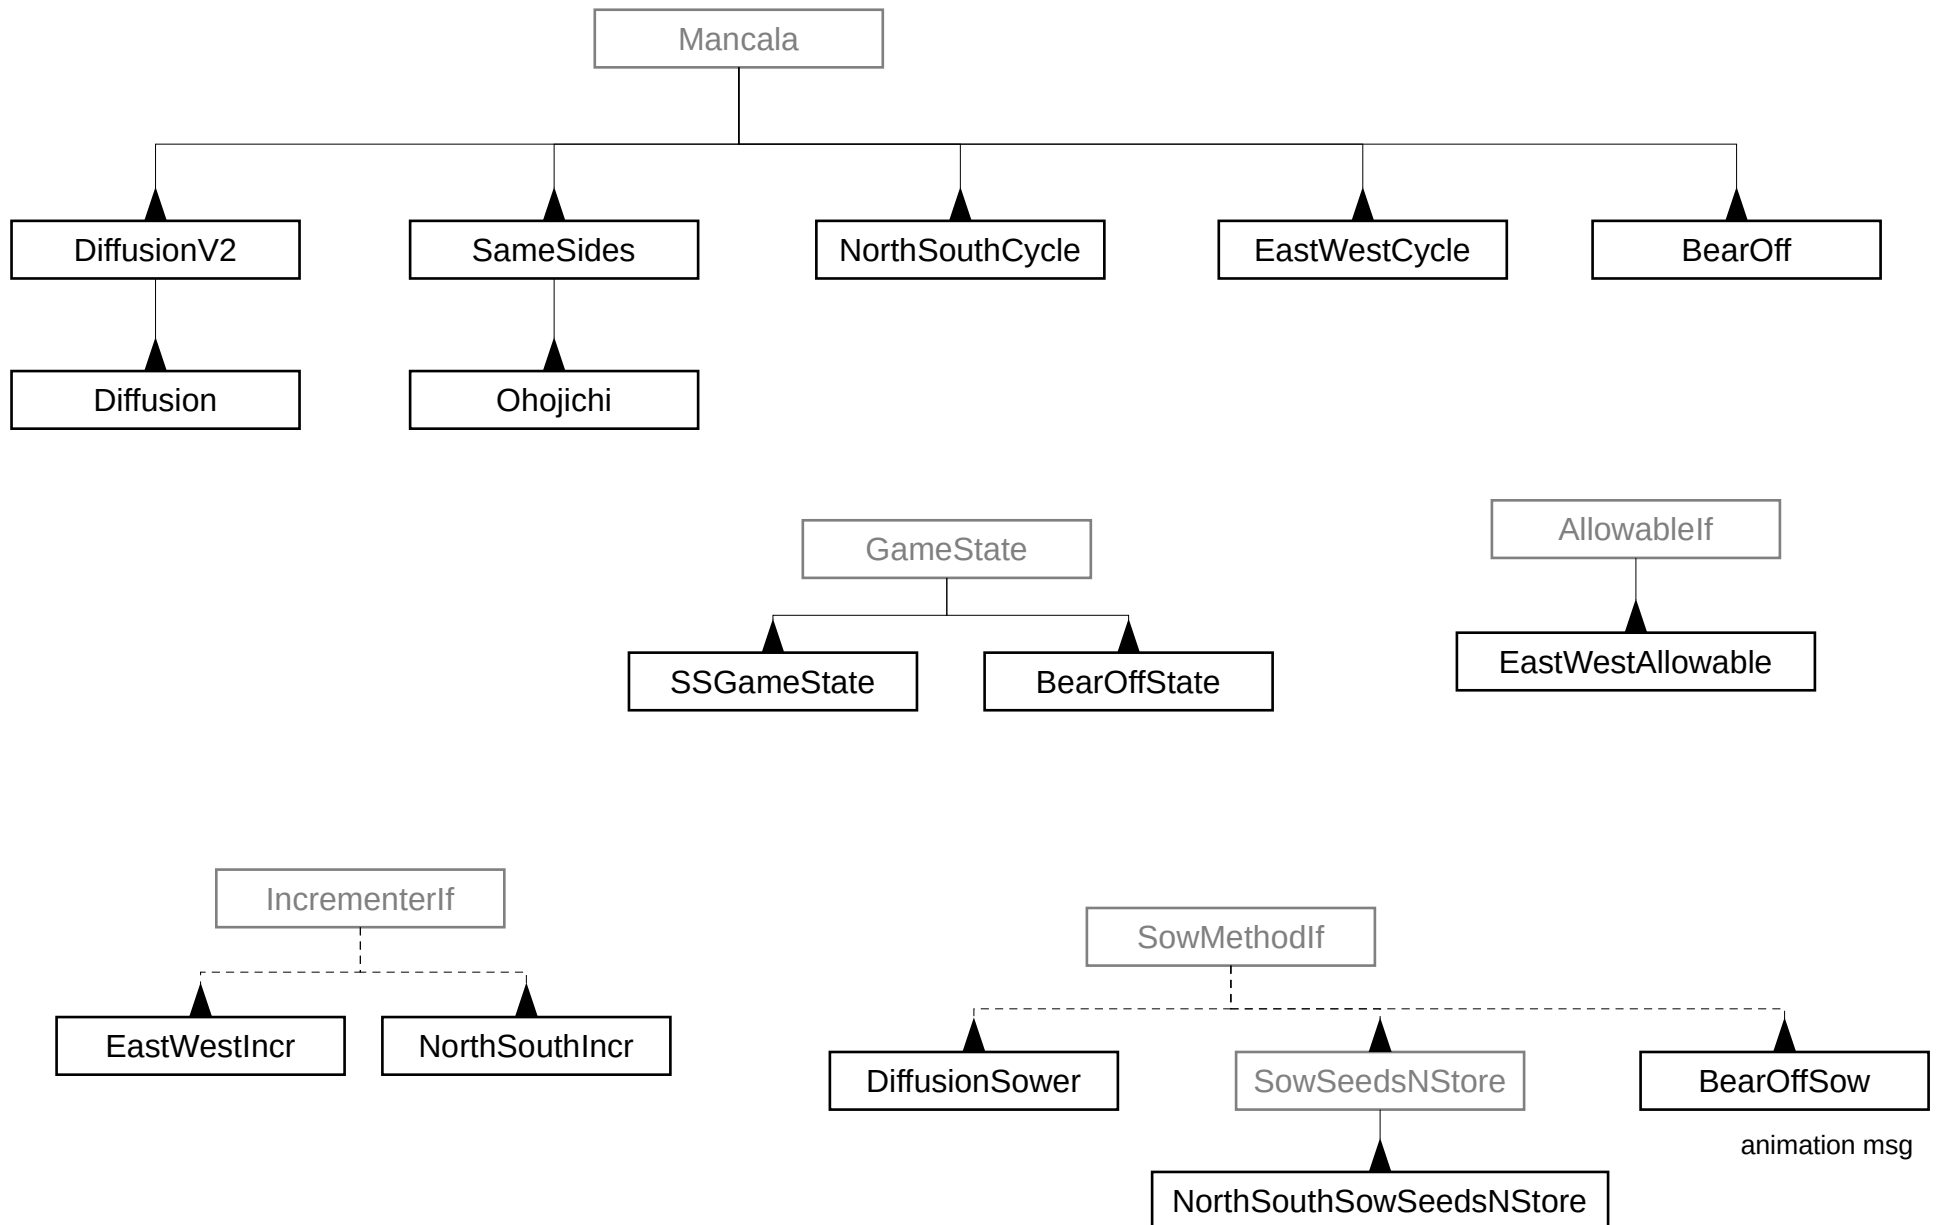 Mancala
DiffusionV2
SameSides
NorthSouthCycle
EastWestCycle
BearOff
Diffusion
Ohojichi
GameState
AllowableIf
SSGameState
BearOffState
EastWestAllowable
IncrementerIf
SowMethodIf
EastWestIncr
NorthSouthIncr
DiffusionSower
SowSeedsNStore
BearOffSow
animation msg
NorthSouthSowSeedsNStore